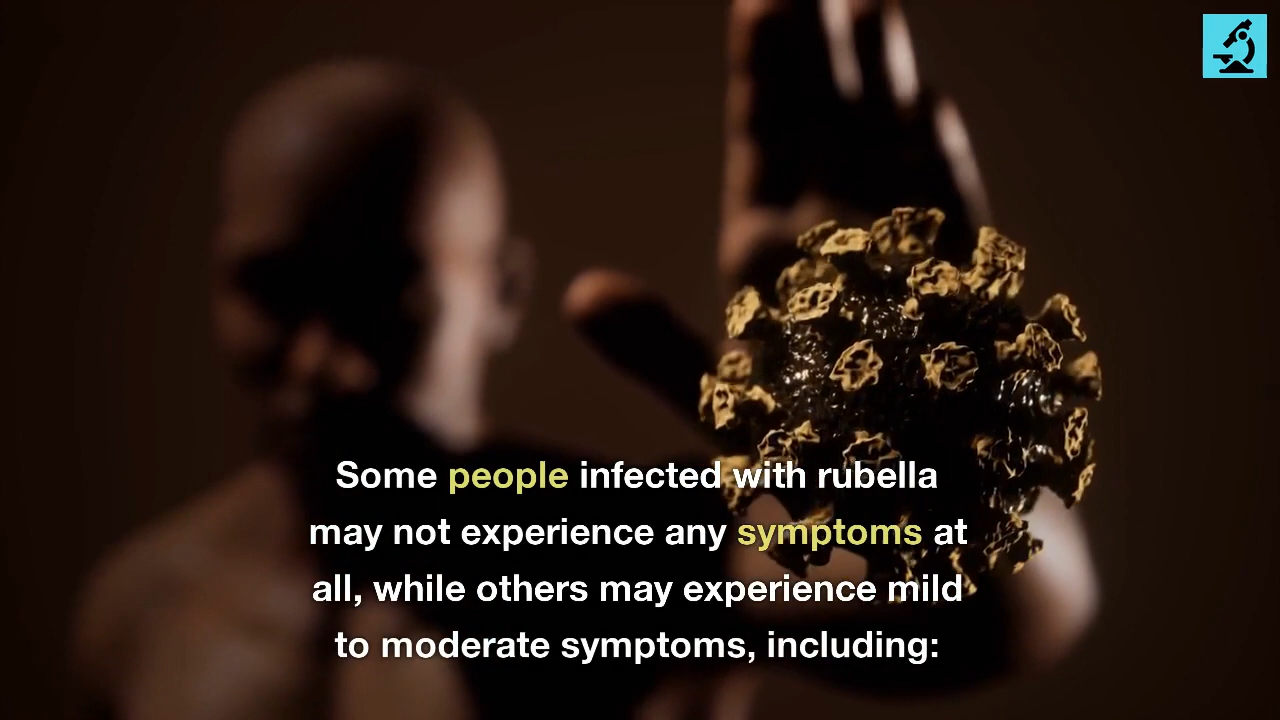 Some people infected with rubella
may not experience any symptoms at
all, while others may experience mild
to moderate symptoms, including: